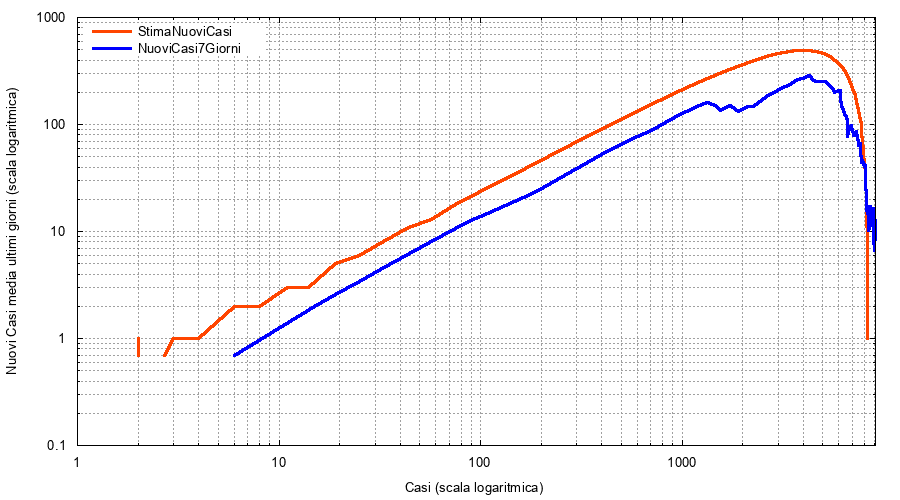 1000
100
10
1
0.1
StimaNuoviCasi
NuoviCasi7Giorni
Nuovi Casi media ultimi giorni (scala logaritmica)
1 10 100 1000
Casi (scala logaritmica)